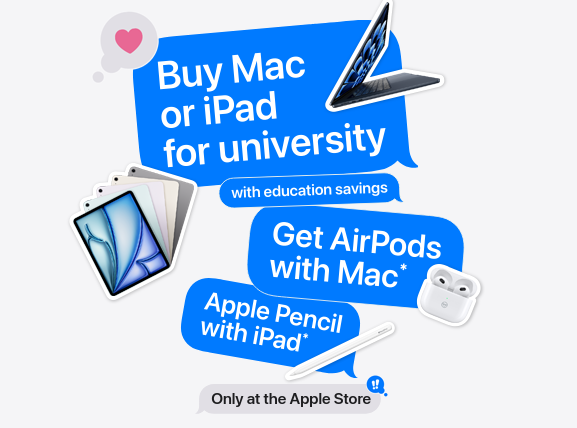 Buy Mac
or iPad
for university
with education savings
Get AirPods
with Mac*
Apple Pencil
with iPad*
!!
Only at the Apple Store